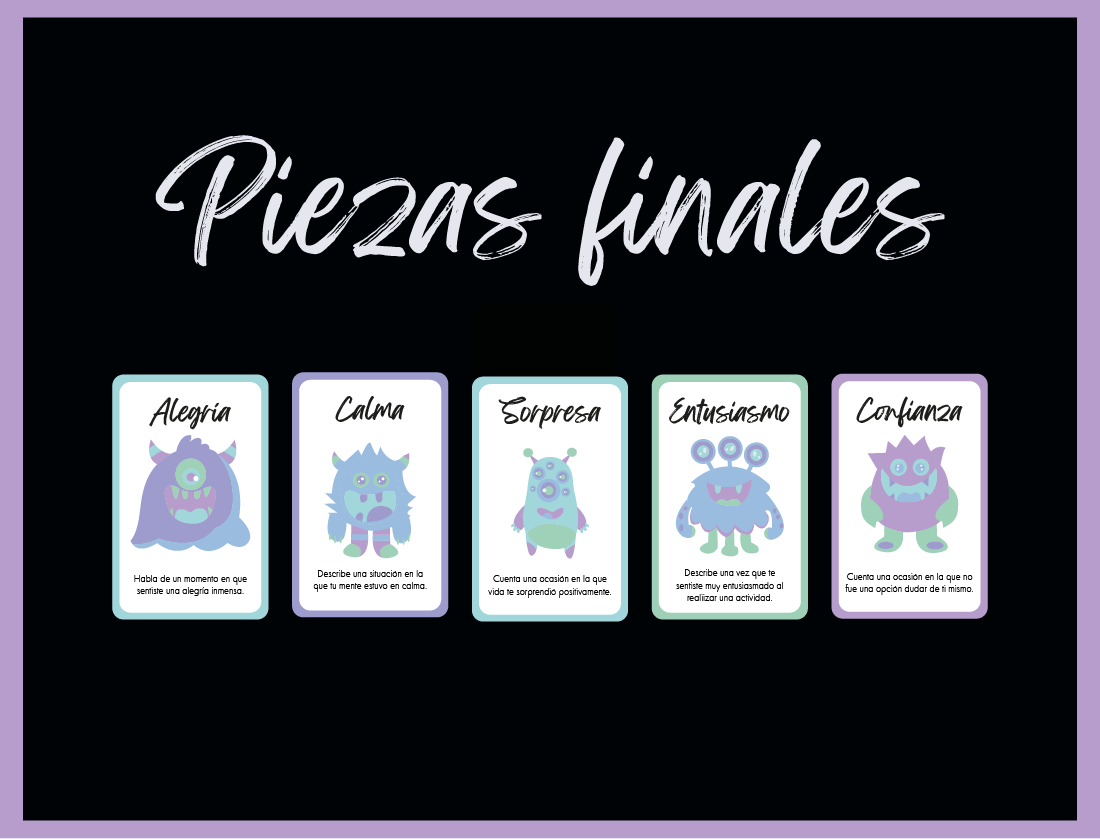 Piezas finales
Alegría
Habla de un momento en que
sentiste una alegría inmensa.
Calma
Describe una situación en la
que tu mente estuvo en calma.
Sorpresa
Cuenta una ocasión en la que
vida te sorprendió positivamente.
Entusiasmo
Describe una vez que te
sentiste muy entusiasmado al
realiizar una actividad.
Confianza
Cuenta una ocasión en la que no
fue una opción dudar de ti mismo.